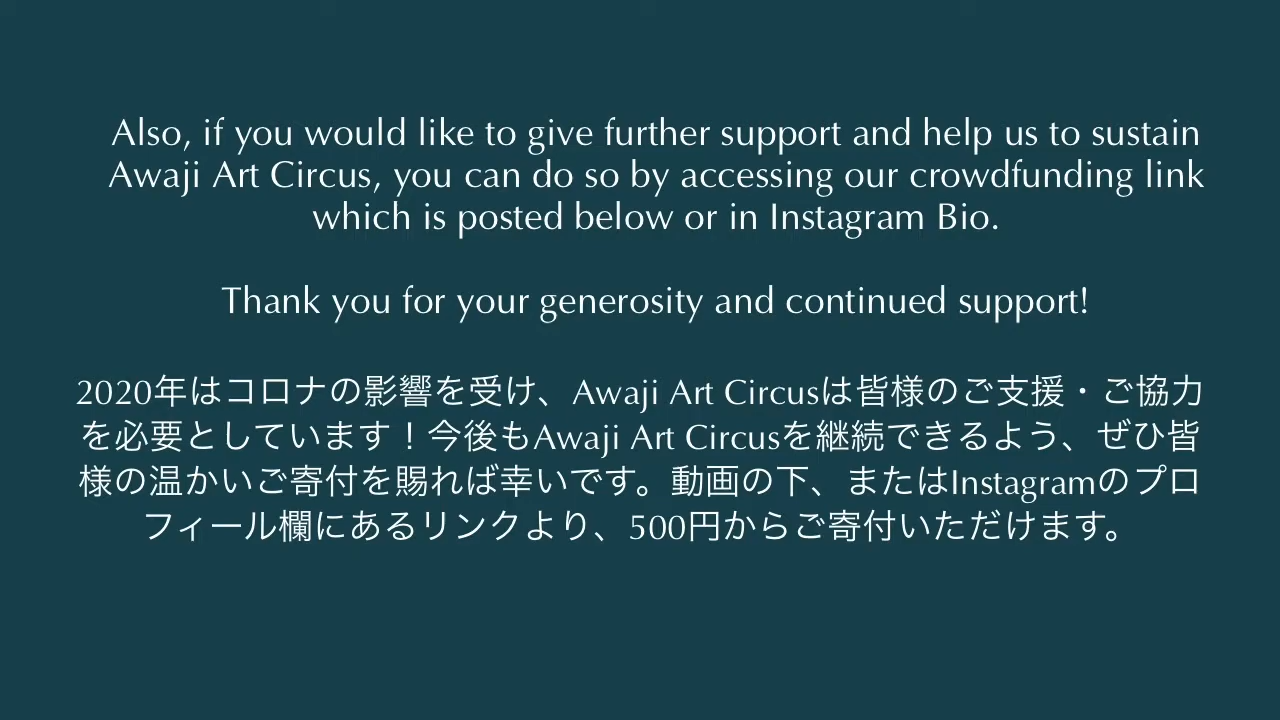 Also, if you would like to give further support and help us to sustain
Awaji Art Circus, you can do so by accessing our crowdfunding link
which is posted below or in Instagram Bio.
Thank you for your generosity and continued support!
2020年はコロナの影響を受け、Awaji Art Circusは皆様のご支援・ご協力
を必要としています！今後もAwaji Art Circusを継続できるよう、ぜひ皆
様の温かいご寄付を賜れば幸いです。動画の下、またはInstagramのプロ
フィール欄にあるリンクより、500円からご寄付いただけます。